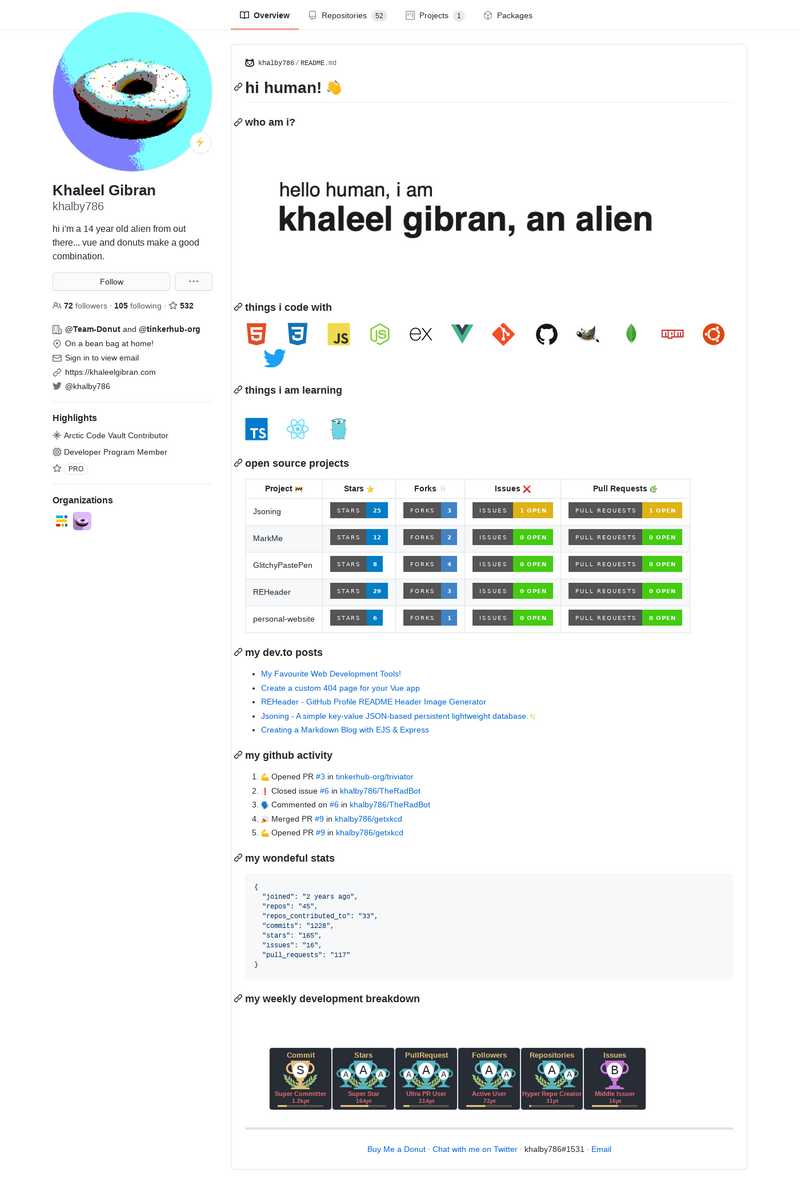 Overview Repositories 52 Projects 1 Packages
Khaleel Gibran
khalby786
hi i'm a 14 year old alien from out
there... vue and donuts make a good
combination.
Follow
72 followers · 105 following · 532
@Team-Donut and @tinkerhub-org
On a bean bag at home!
Sign in to view email
https://khaleelgibran.com
@khalby786
Highlights
Arctic Code Vault Contributor
Developer Program Member
PRO
Organizations
khalby786 / README.md
hi human! 👋
who am i?
hello human, i am
khaleel gibran, an alien
things i code with
JS
JS
ex
npm
things i am learning
TS
open source projects
Project 🚧 Stars ⭐ Forks Issues ❌ Pull Requests 🌿
Jsoning STARS 25 FORKS 3 ISSUES 1 OPEN PULL REQUESTS 1 OPEN
MarkMe STARS 12 FORKS 2 ISSUES 0 OPEN PULL REQUESTS 0 OPEN
GlitchyPastePen STARS 8 FORKS 4 ISSUES 0 OPEN PULL REQUESTS 0 OPEN
REHeader STARS 29 FORKS 3 ISSUES 0 OPEN PULL REQUESTS 0 OPEN
personal-website STARS 6 FORKS 1 ISSUES 0 OPEN PULL REQUESTS 0 OPEN
my dev.to posts
• My Favourite Web Development Tools!
• Create a custom 404 page for your Vue app
• REHeader - GitHub Profile README Header Image Generator
• Jsoning - A simple key-value JSON-based persistent lightweight database.✨
• Creating a Markdown Blog with EJS & Express
my github activity
1. 💪 Opened PR #3 in tinkerhub-org/triviator
2. ❗ Closed issue #6 in khalby786/TheRadBot
3. 🗣 Commented on #6 in khalby786/TheRadBot
4. 🎉 Merged PR #9 in khalby786/getxkcd
5. 💪 Opened PR #9 in khalby786/getxkcd
my wondeful stats
{
"joined": "2 years ago",
"repos": "45",
"repos_contributed_to": "33",
"commits": "1228",
"stars": "165",
"issues": "16",
"pull_requests": "117"
}
my weekly development breakdown
Commit Stars PullRequest Followers Repositories Issues
S A A A A A A A A A A B
Super Committer Super Star Ultra PR User Active User Hyper Repo Creator Middle Issuer
1.2kpt 164pt 114pt 72pt 31pt 16pt
Buy Me a Donut · Chat with me on Twitter · khalby786#1531 · Email